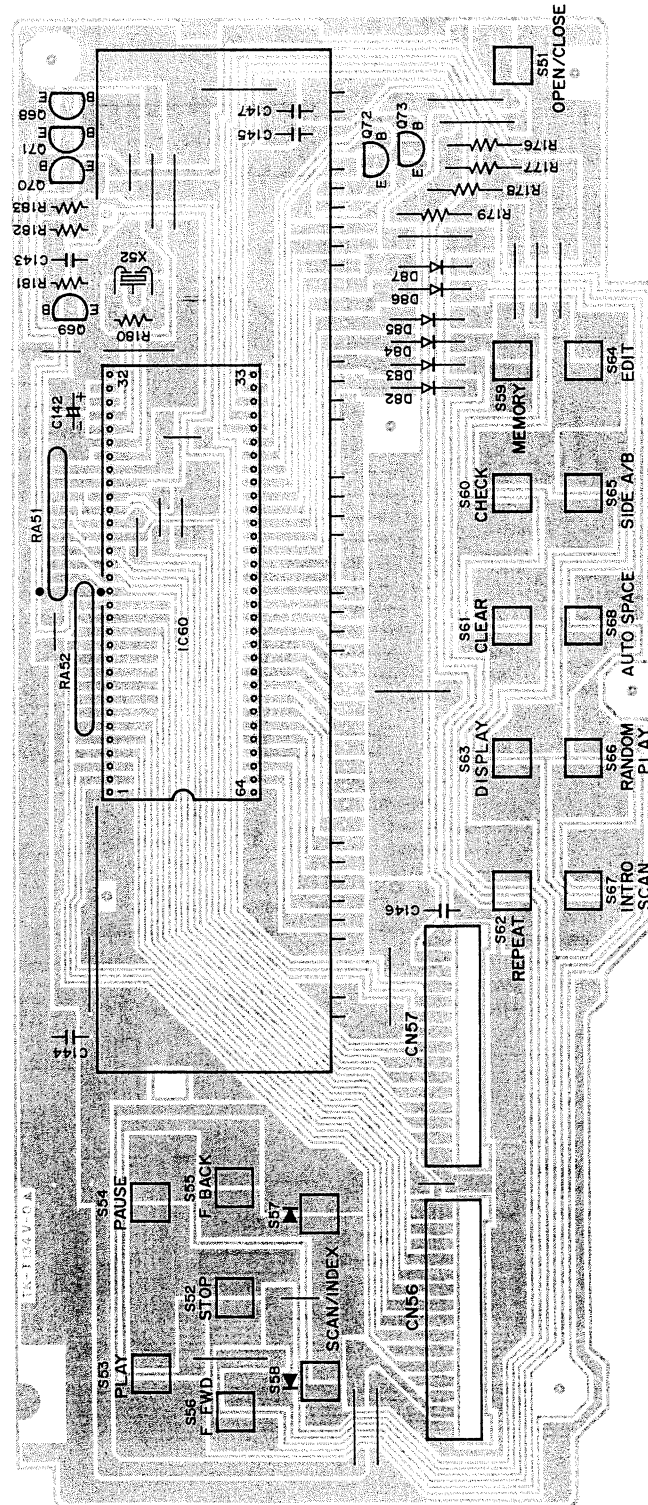 S51
OPEN/CLOSE
E
B
Q68
E
B
Q71
E
B
Q70
R183
R182
C143
R181
Q69
B
E
X52
R180
C147
C145
Q72
B
E
Q73
B
E
R176
R177
R178
R179
D87
D86
D85
D84
D83
D82
C142
- +
32
33
RA51
RA52
IC60
1
64
S59
MEMORY
S64
EDIT
S60
CHECK
S65
SIDE A/B
S61
CLEAR
S68
AUTO SPACE
S63
DISPLAY
S66
RANDOM
PLAY
S62
REPEAT
S67
INTRO
SCAN
C146
C144
CN57
CN56
S54
PAUSE
S55
F BACK
S57
S53
PLAY
S52
STOP
SCAN/INDEX
S56
F FWD
S58